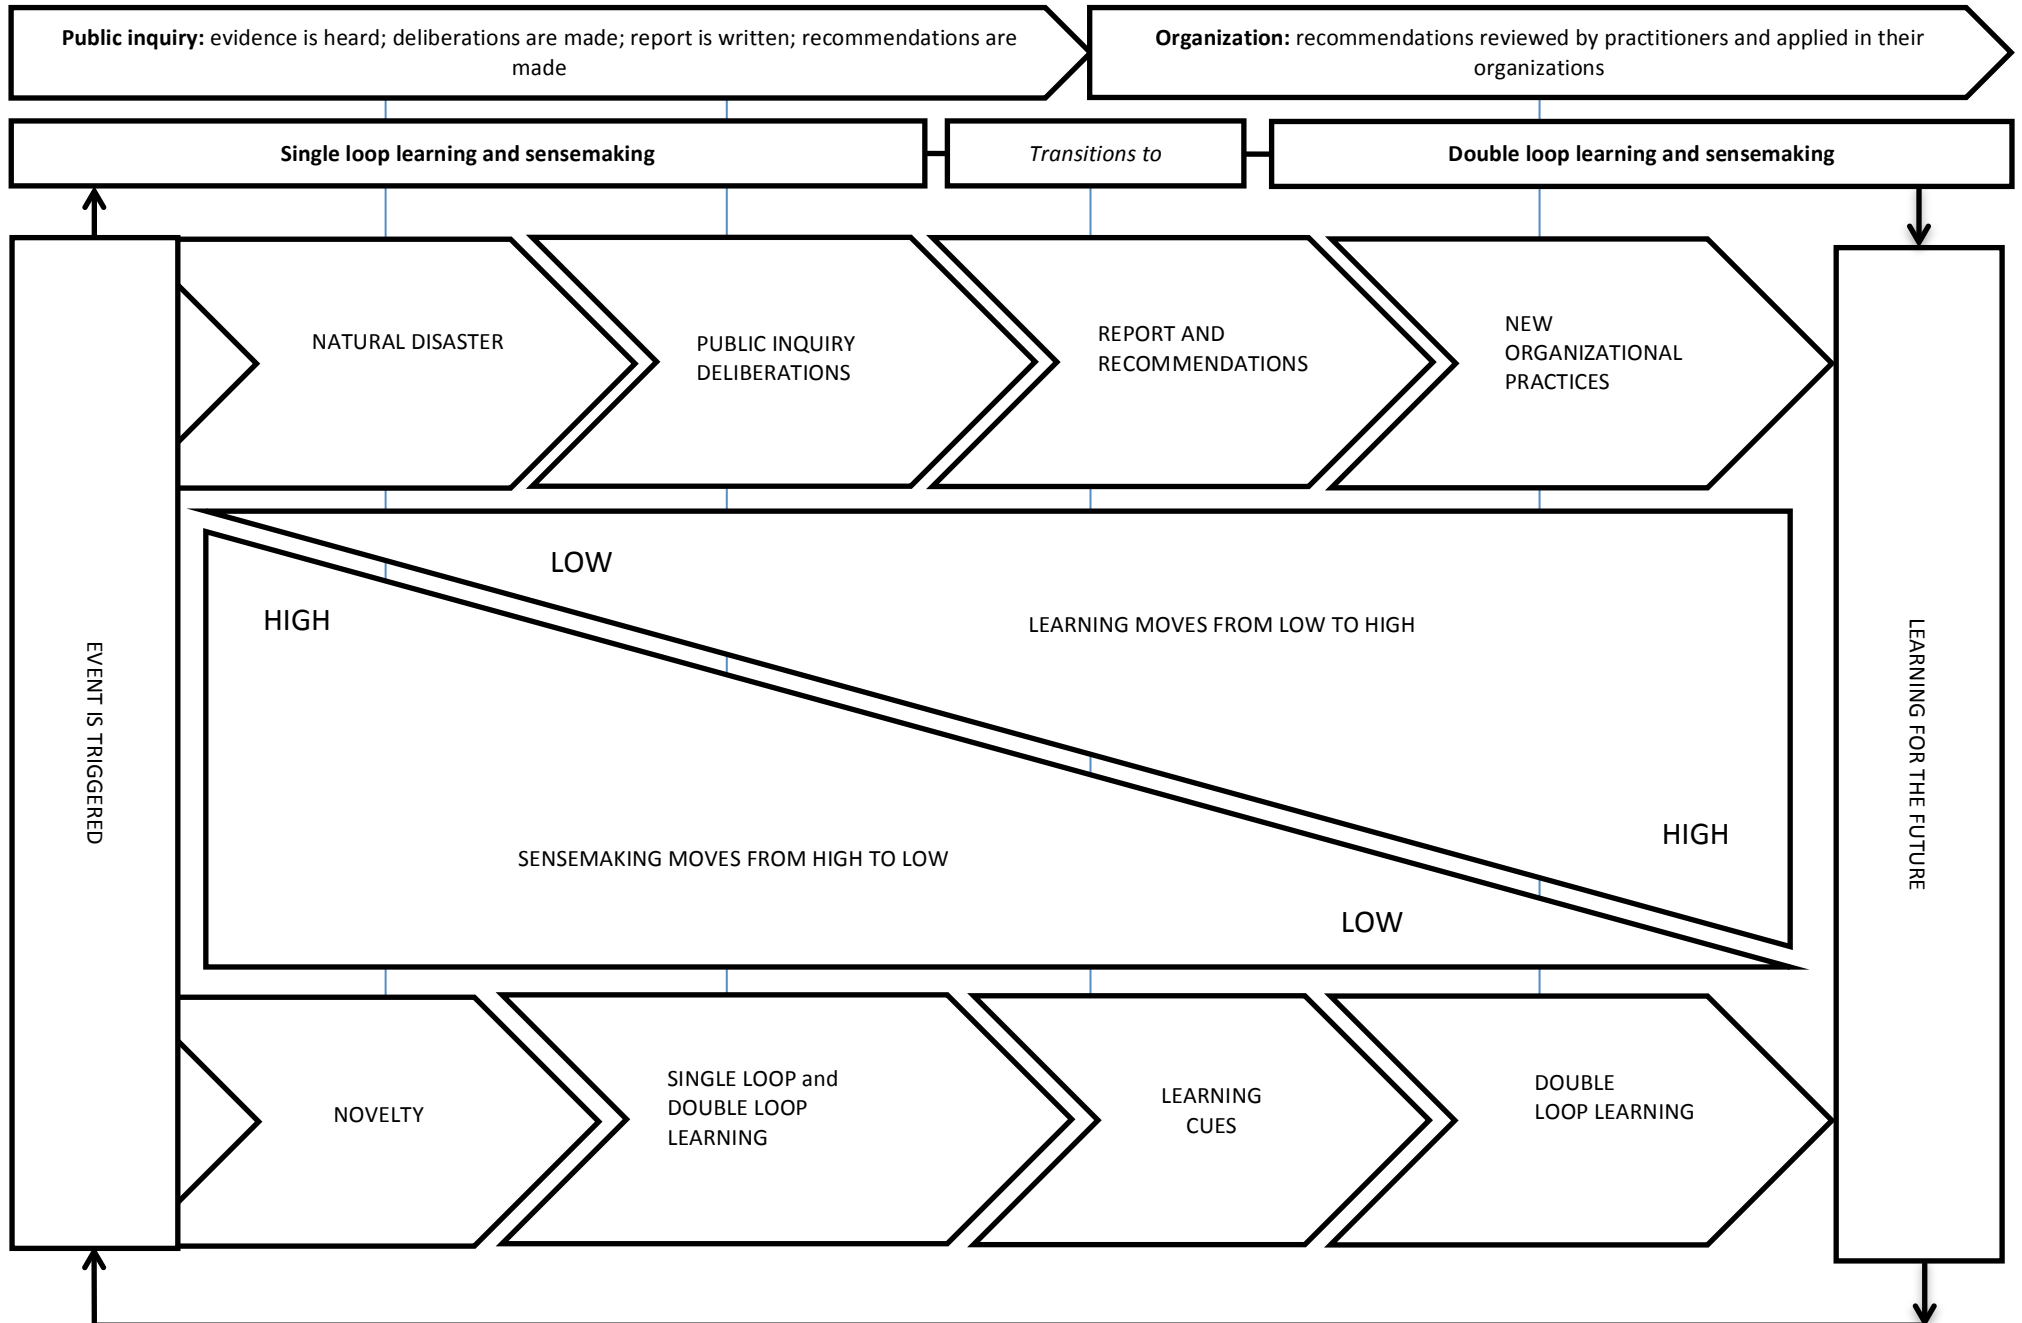 Public inquiry: evidence is heard; deliberations are made; report is written; recommendations are
made
Organization: recommendations reviewed by practitioners and applied in their
organizations
Single loop learning and sensemaking
Transitions to
Double loop learning and sensemaking
EVENT IS TRIGGERED
NATURAL DISASTER
PUBLIC INQUIRY
DELIBERATIONS
REPORT AND
RECOMMENDATIONS
NEW
ORGANIZATIONAL
PRACTICES
LEARNING FOR THE FUTURE
LOW
HIGH
LEARNING MOVES FROM LOW TO HIGH
HIGH
SENSEMAKING MOVES FROM HIGH TO LOW
LOW
NOVELTY
SINGLE LOOP and
DOUBLE LOOP
LEARNING
LEARNING
CUES
DOUBLE
LOOP LEARNING